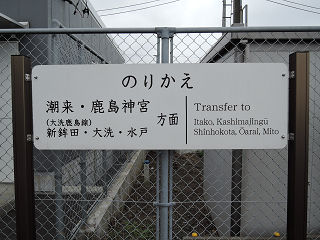 のりかえ
潮来・鹿島神宮
(大洗鹿島線)
新鉾田・大洗・水戸
方面
Transfer to
Itako, Kashimajingū
Shinhokota, Ōarai, Mito